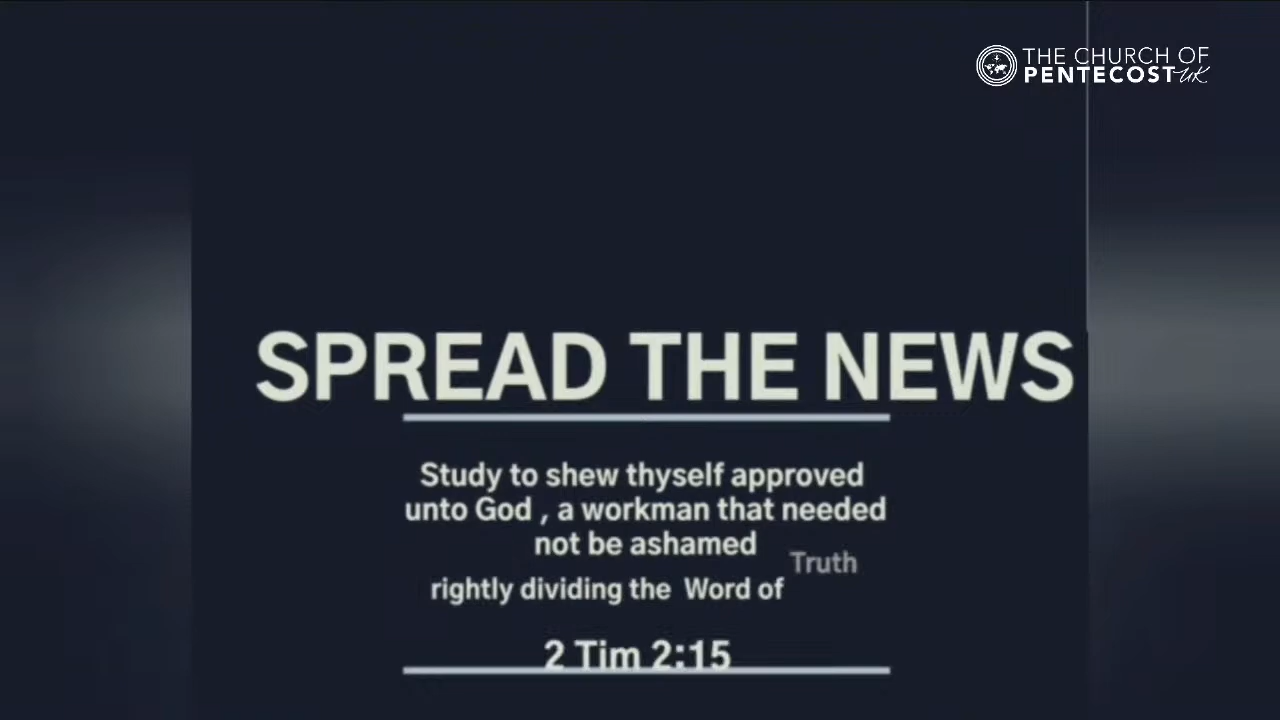 THE CHURCH OF
PENTECOST UK
SPREAD THE NEWS
Study to shew thyself approved
unto God , a workman that needed
not be ashamed
Truth
rightly dividing the Word of
2 Tim 2:15